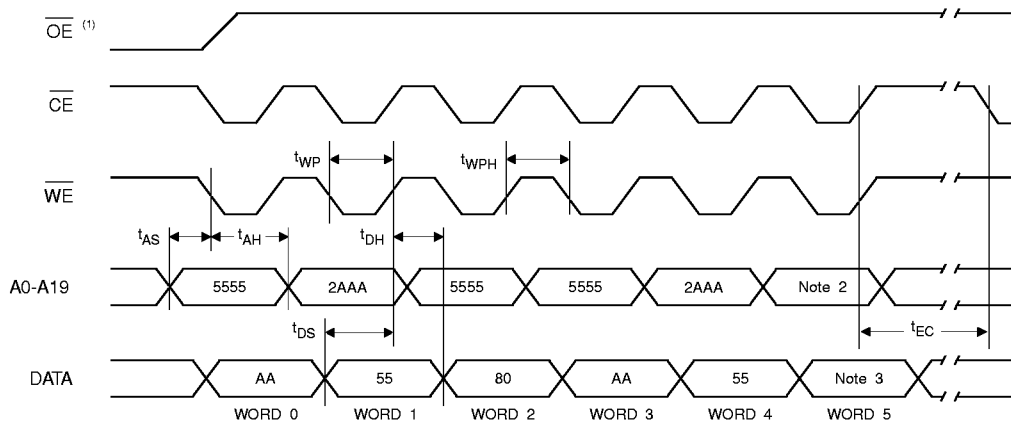 OE (1)
CE
tWP
tWPH
WE
tAS
tAH
tDH
A0-A19
5555
2AAA
5555
5555
2AAA
Note 2
tDS
tEC
DATA
AA
55
80
AA
55
Note 3
WORD 0
WORD 1
WORD 2
WORD 3
WORD 4
WORD 5